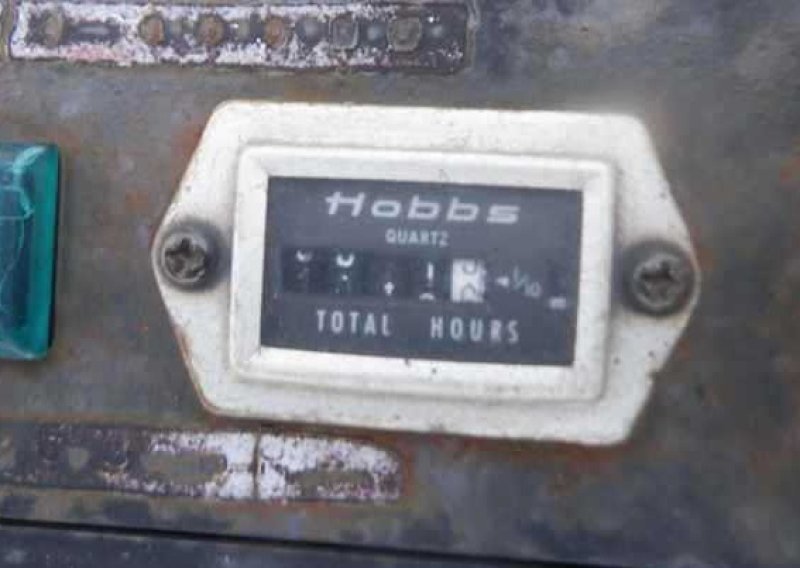 Hobbs
QUARTZ
1/10
TOTAL HOURS